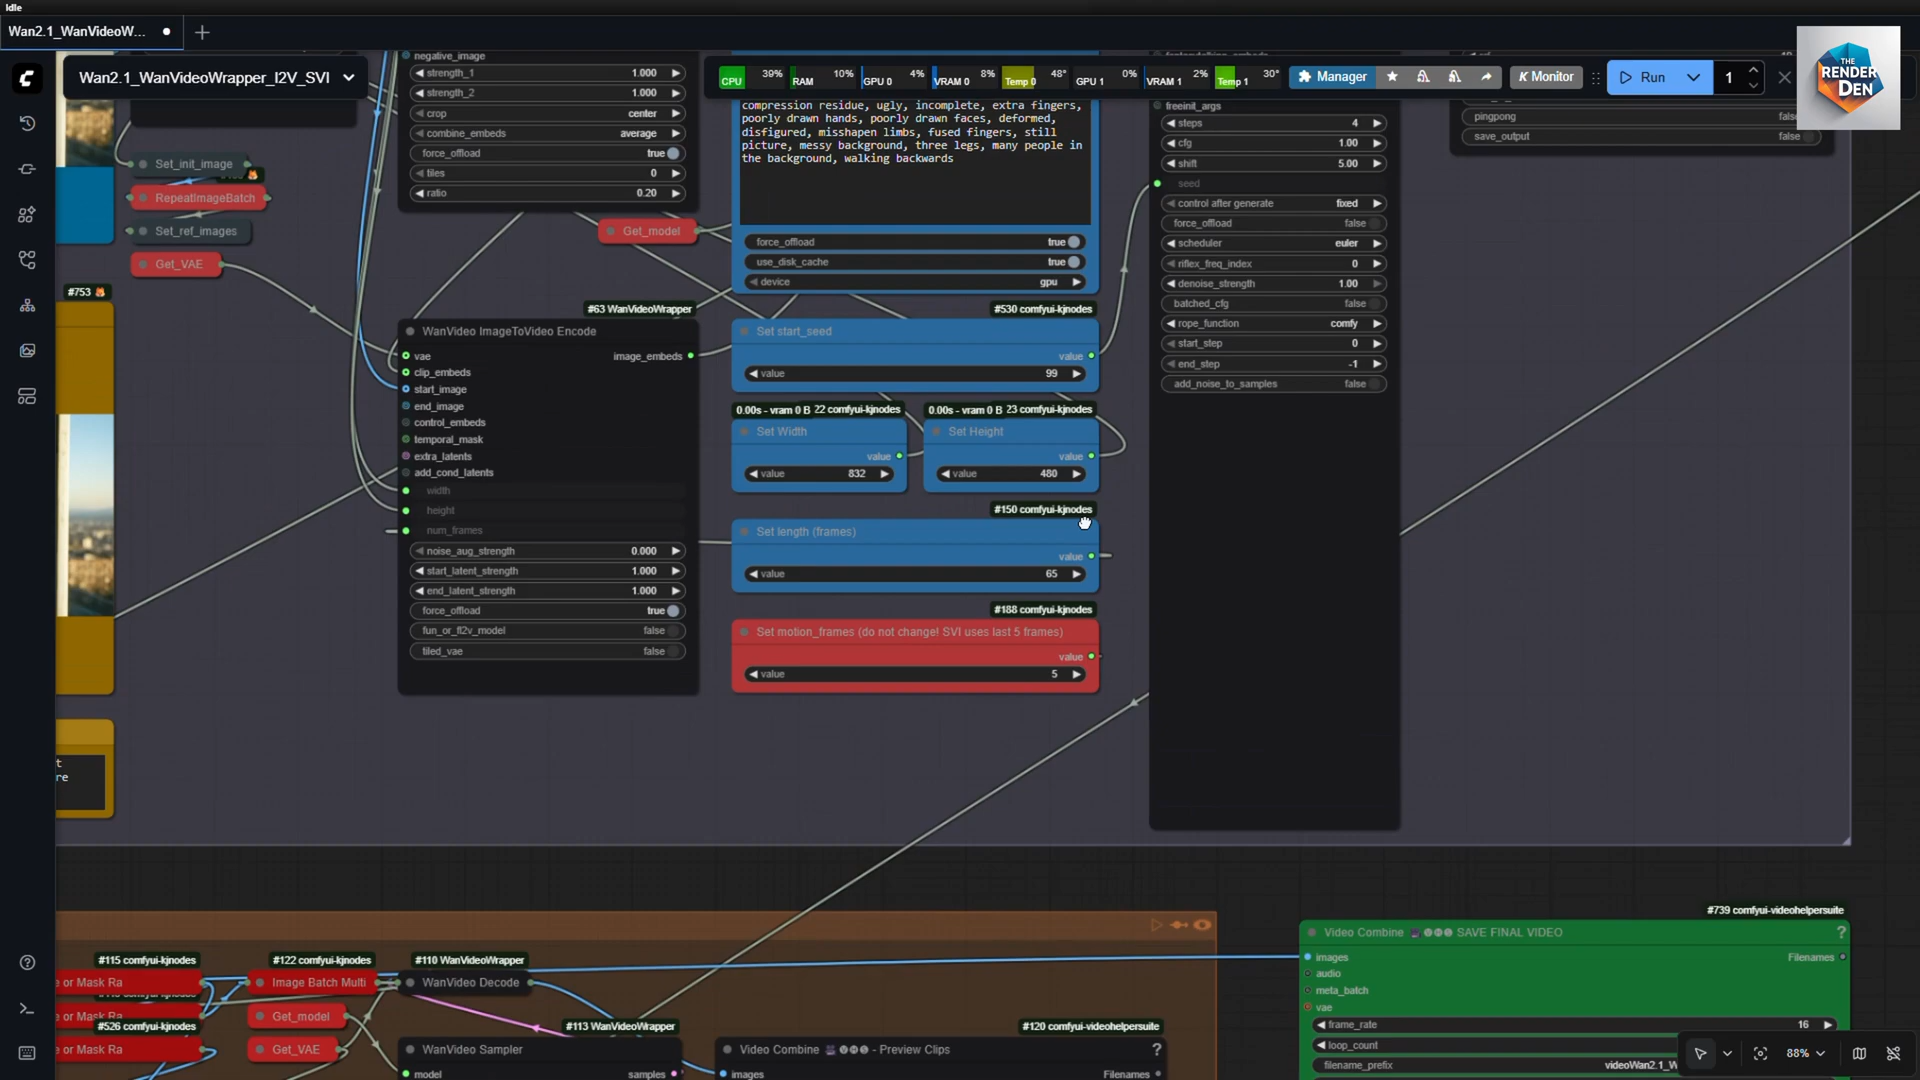 Idle
Wan2.1_WanVideoW...
Wan2.1_WanVideoWrapper_I2V_SVI
CPU 39% RAM 10% GPU 0 4% VRAM 0 8% Temp 0 48° GPU 1 0% VRAM 1 2% Temp 1 30°
Manager
Monitor
Run
1
THE
RENDER
DEN
negative_image
strength_1 1.000
strength_2 1.000
crop center
combine_embeds average
force_offload true
tiles 0
ratio 0.20
Set_init_image
RepeatImageBatch
Set_ref_images
Get_VAE
#753
Get_model
compression residue, ugly, incomplete, extra fingers,
poorly drawn hands, poorly drawn faces, deformed,
disfigured, misshapen limbs, fused fingers, still
picture, messy background, three legs, many people in
the background, walking backwards
force_offload true
use_disk_cache true
device gpu
freeinit_args
steps 4
cfg 1.00
shift 5.00
seed
control after generate fixed
force_offload false
scheduler euler
riflex_freq_index 0
denoise_strength 1.00
batched_cfg false
rope_function comfy
start_step 0
end_step -1
add_noise_to_samples false
pingpong
save_output false
#63 WanVideoWrapper
WanVideo ImageToVideo Encode
vae image_embeds
clip_embeds
start_image
end_image
control_embeds
temporal_mask
extra_latents
add_cond_latents
width
height
num_frames
noise_aug_strength 0.000
start_latent_strength 1.000
end_latent_strength 1.000
force_offload true
fun_or_fl2v_model false
tiled_vae false
#530 comfyui-kjnodes
Set start_seed
value
value 99
0.00s - vram 0 B 22 comfyui-kjnodes
Set Width
value
value 832
0.00s - vram 0 B 23 comfyui-kjnodes
Set Height
value
value 480
#150 comfyui-kjnodes
Set length (frames)
value
value 65
#188 comfyui-kjnodes
Set motion_frames (do not change! SVI uses last 5 frames)
value
value 5
t
re
#115 comfyui-kjnodes
e or Mask Ra
e or Mask Ra
#526 comfyui-kjnodes
e or Mask Ra
#122 comfyui-kjnodes
Image Batch Multi
Get_model
Get_VAE
#110 WanVideoWrapper
WanVideo Decode
#113 WanVideoWrapper
WanVideo Sampler
model samples
#120 comfyui-videohelpersuite
Video Combine - Preview Clips ?
images Filenames
#739 comfyui-videohelpersuite
Video Combine SAVE FINAL VIDEO ?
images Filenames
audio
meta_batch
vae
frame_rate 16
loop_count
filename_prefix videoWan2.1_W
88%